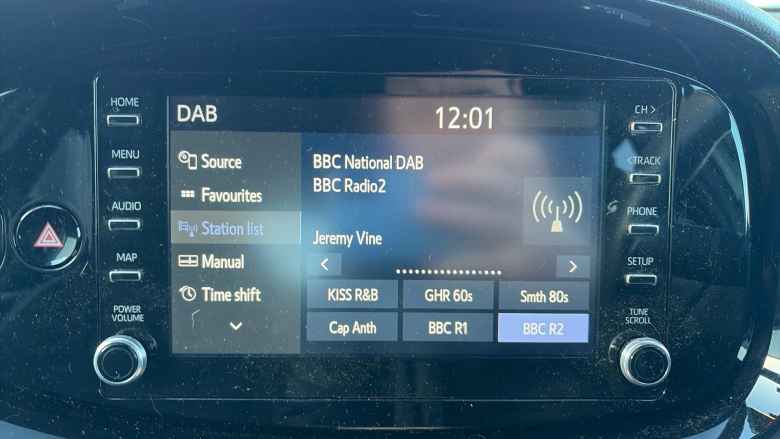 HOME
MENU
AUDIO
MAP
POWER
VOLUME
DAB
12:01
Source
Favourites
Station list
Manual
Time shift
BBC National DAB
BBC Radio2
Jeremy Vine
KISS R&B GHR 60s Smth 80s
Cap Anth BBC R1 BBC R2
CH >
< TRACK
PHONE
SETUP
TUNE
SCROLL